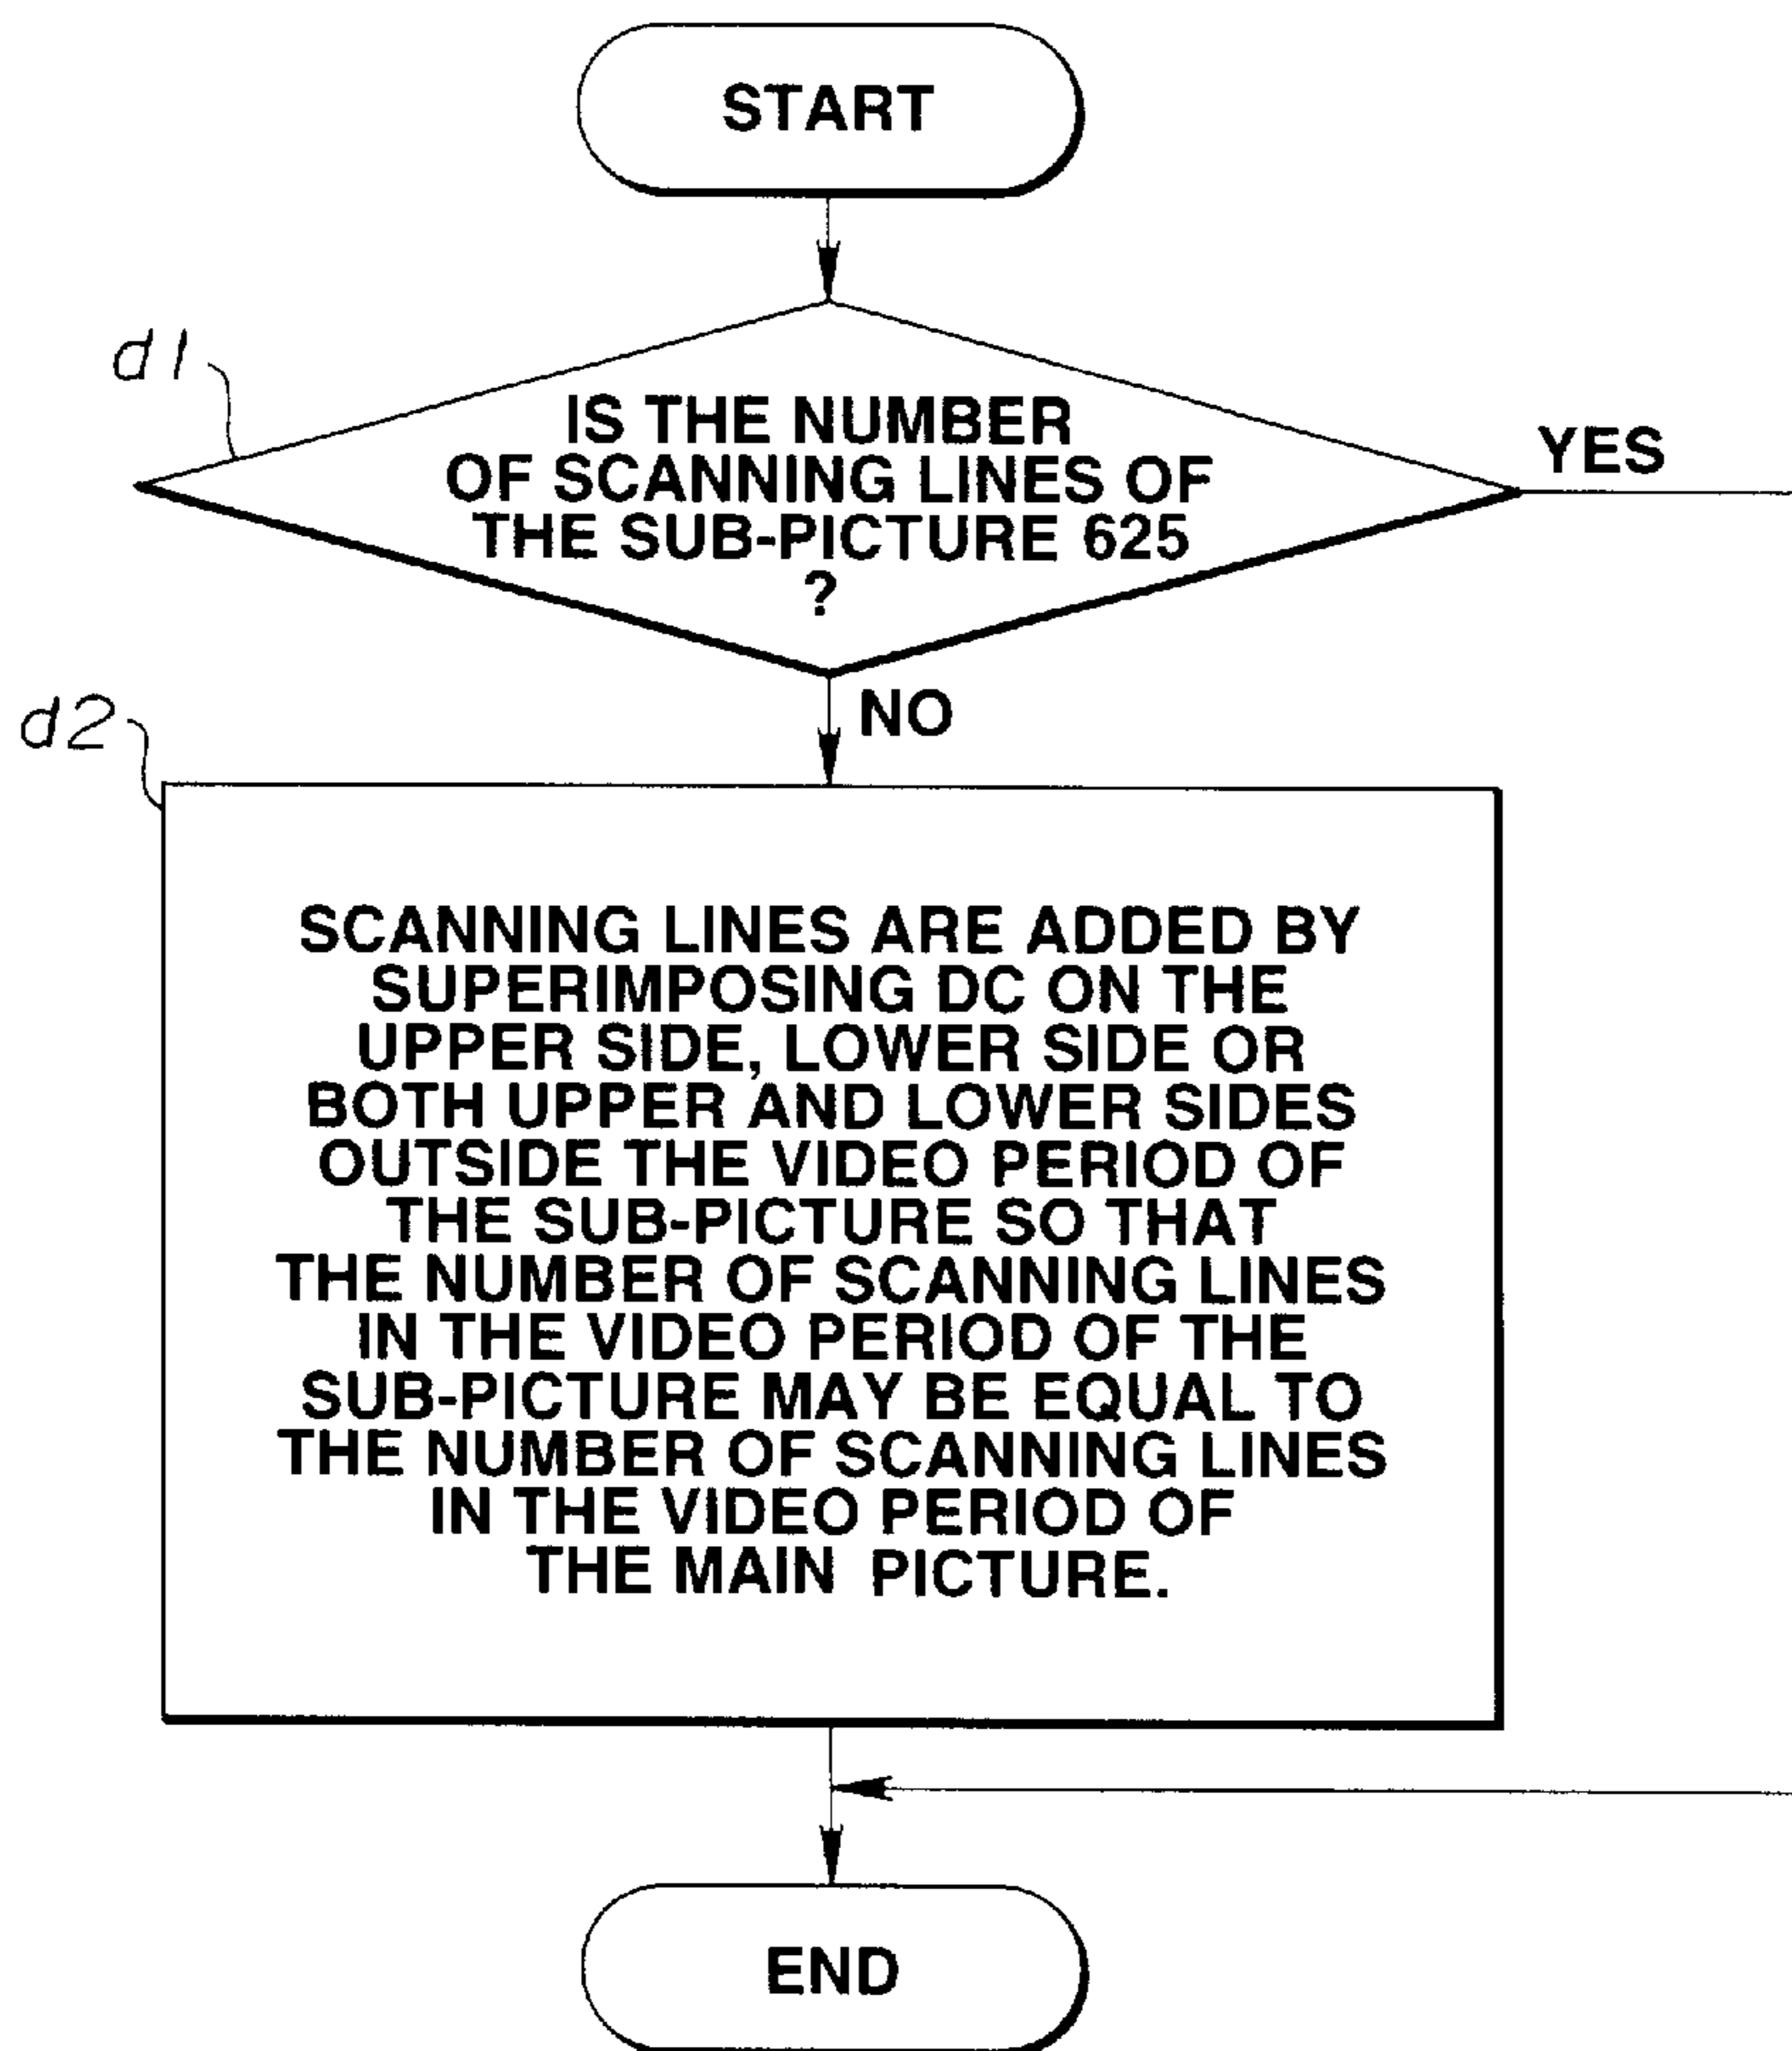 START
d1
IS THE NUMBER
OF SCANNING LINES OF
THE SUB-PICTURE 625
?
YES
NO
d2
SCANNING LINES ARE ADDED BY
SUPERIMPOSING DC ON THE
UPPER SIDE, LOWER SIDE OR
BOTH UPPER AND LOWER SIDES
OUTSIDE THE VIDEO PERIOD OF
THE SUB-PICTURE SO THAT
THE NUMBER OF SCANNING LINES
IN THE VIDEO PERIOD OF THE
SUB-PICTURE MAY BE EQUAL TO
THE NUMBER OF SCANNING LINES
IN THE VIDEO PERIOD OF
THE MAIN PICTURE.
END